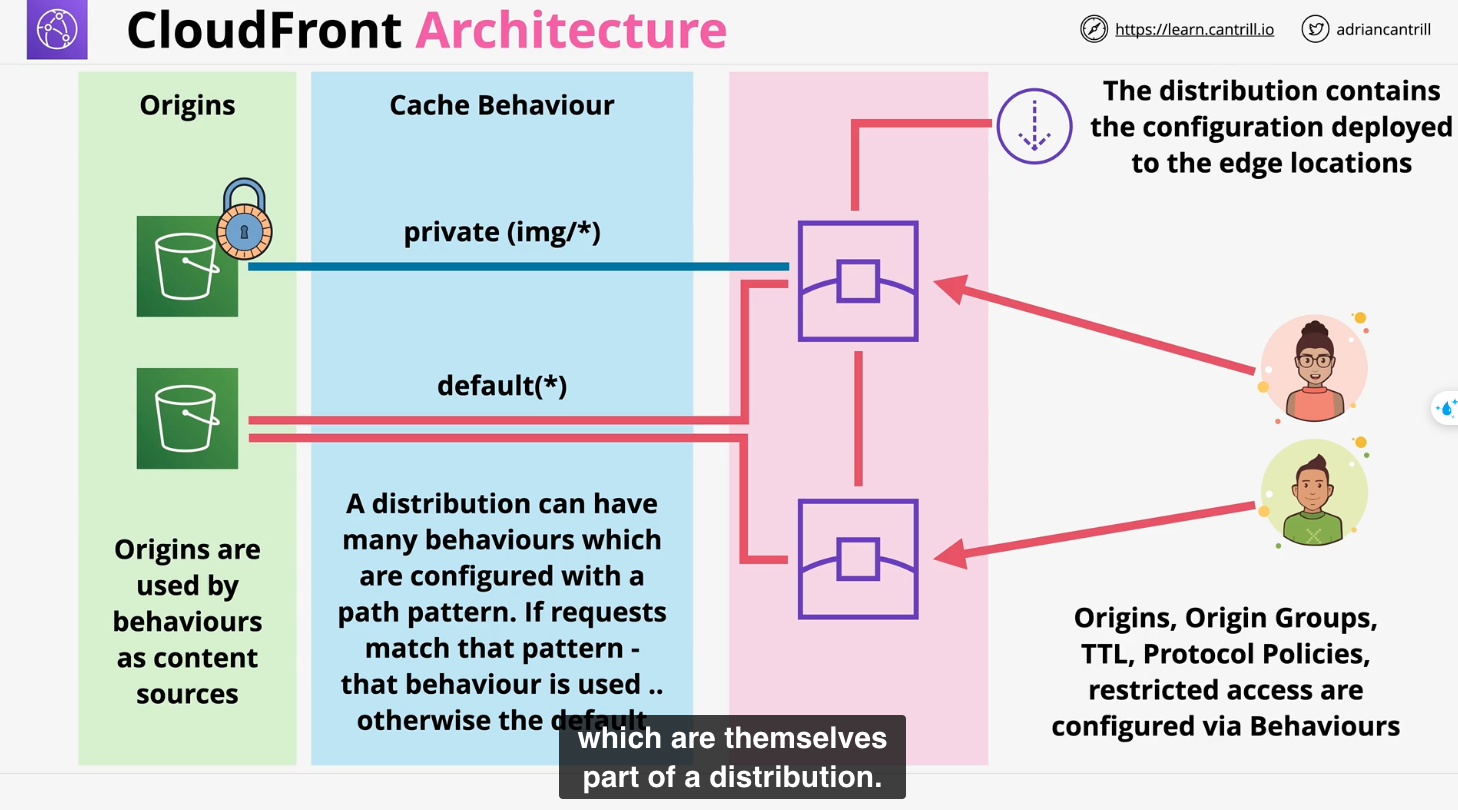 CloudFront Architecture
https://learn.cantrill.io
adriancantrill
Origins
Cache Behaviour
The distribution contains
the configuration deployed
to the edge locations
private (img/*)
default(*)
Origins are
used by
behaviours
as content
sources
A distribution can have
many behaviours which
are configured with a
path pattern. If requests
match that pattern -
that behaviour is used ..
otherwise the default
Origins, Origin Groups,
TTL, Protocol Policies,
restricted access are
configured via Behaviours
which are themselves
part of a distribution.